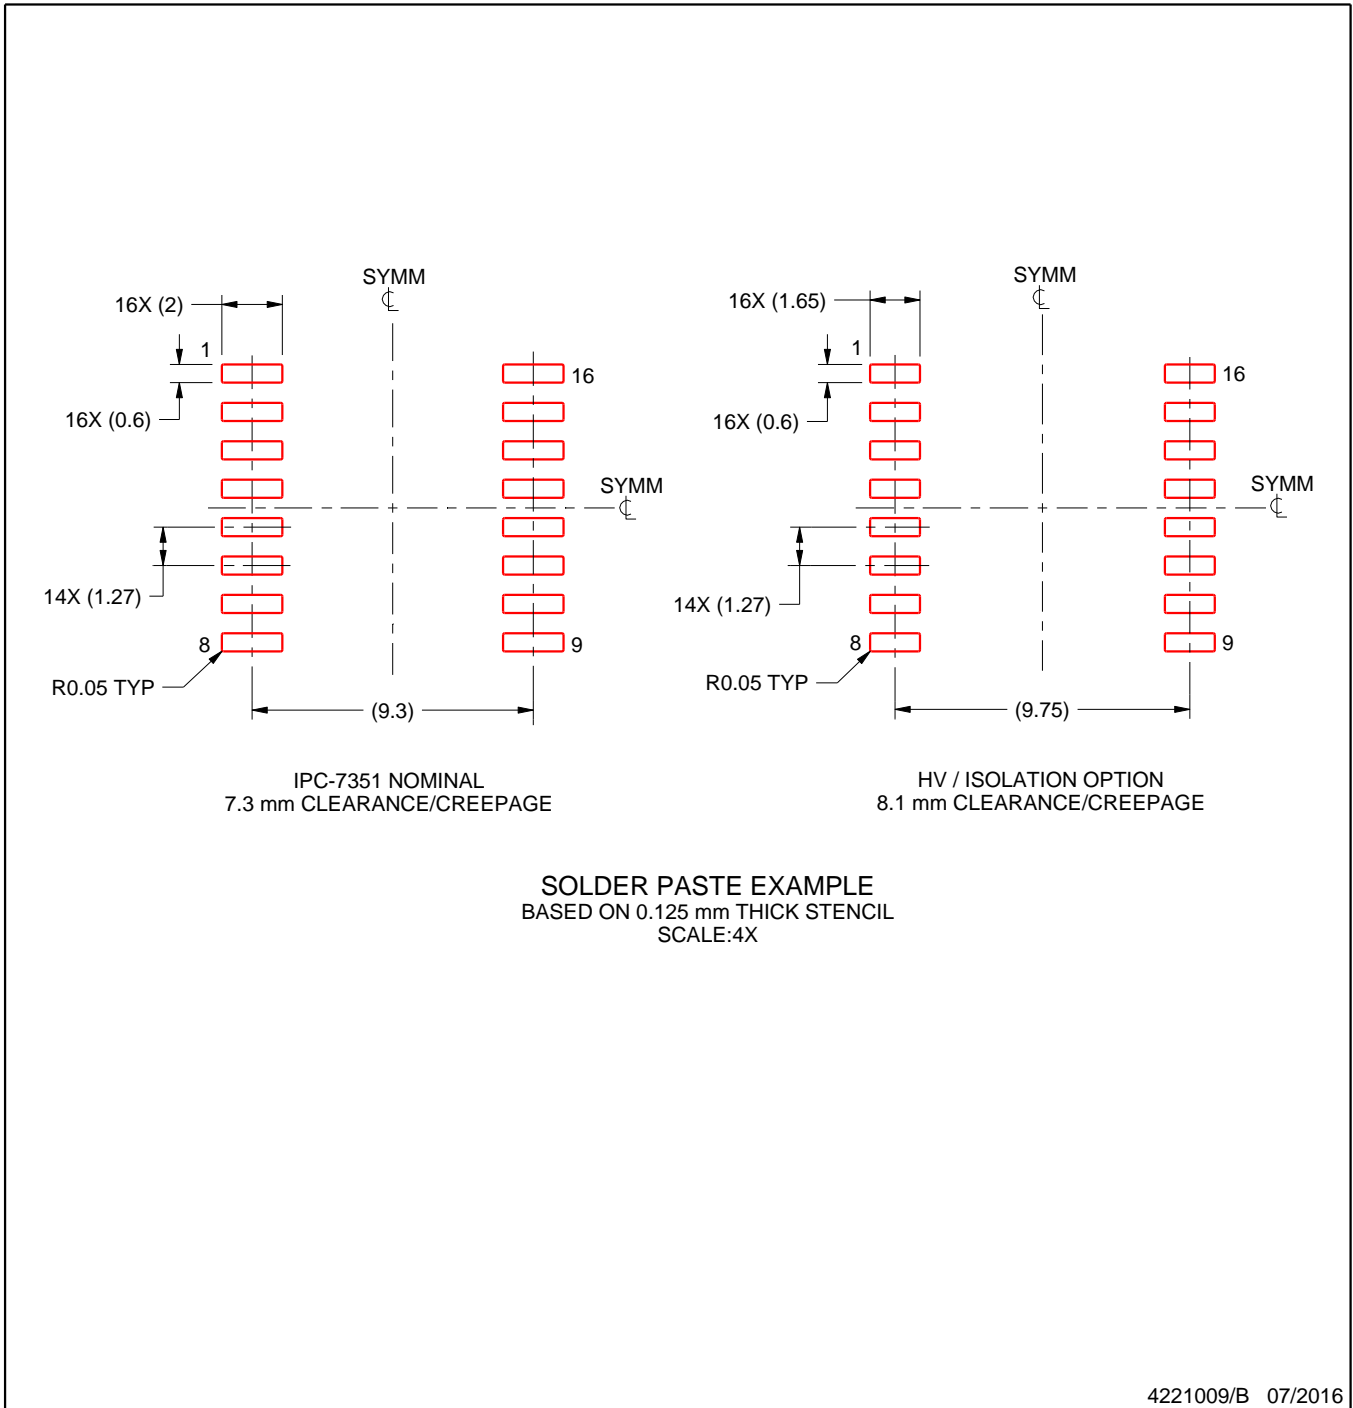 SYMM
16X (2)
1
16
16X (0.6)
SYMM
14X (1.27)
8
9
R0.05 TYP
(9.3)
IPC-7351 NOMINAL
7.3 mm CLEARANCE/CREEPAGE
SYMM
16X (1.65)
1
16
16X (0.6)
SYMM
14X (1.27)
8
9
R0.05 TYP
(9.75)
HV / ISOLATION OPTION
8.1 mm CLEARANCE/CREEPAGE
SOLDER PASTE EXAMPLE
BASED ON 0.125 mm THICK STENCIL
SCALE:4X
4221009/B 07/2016